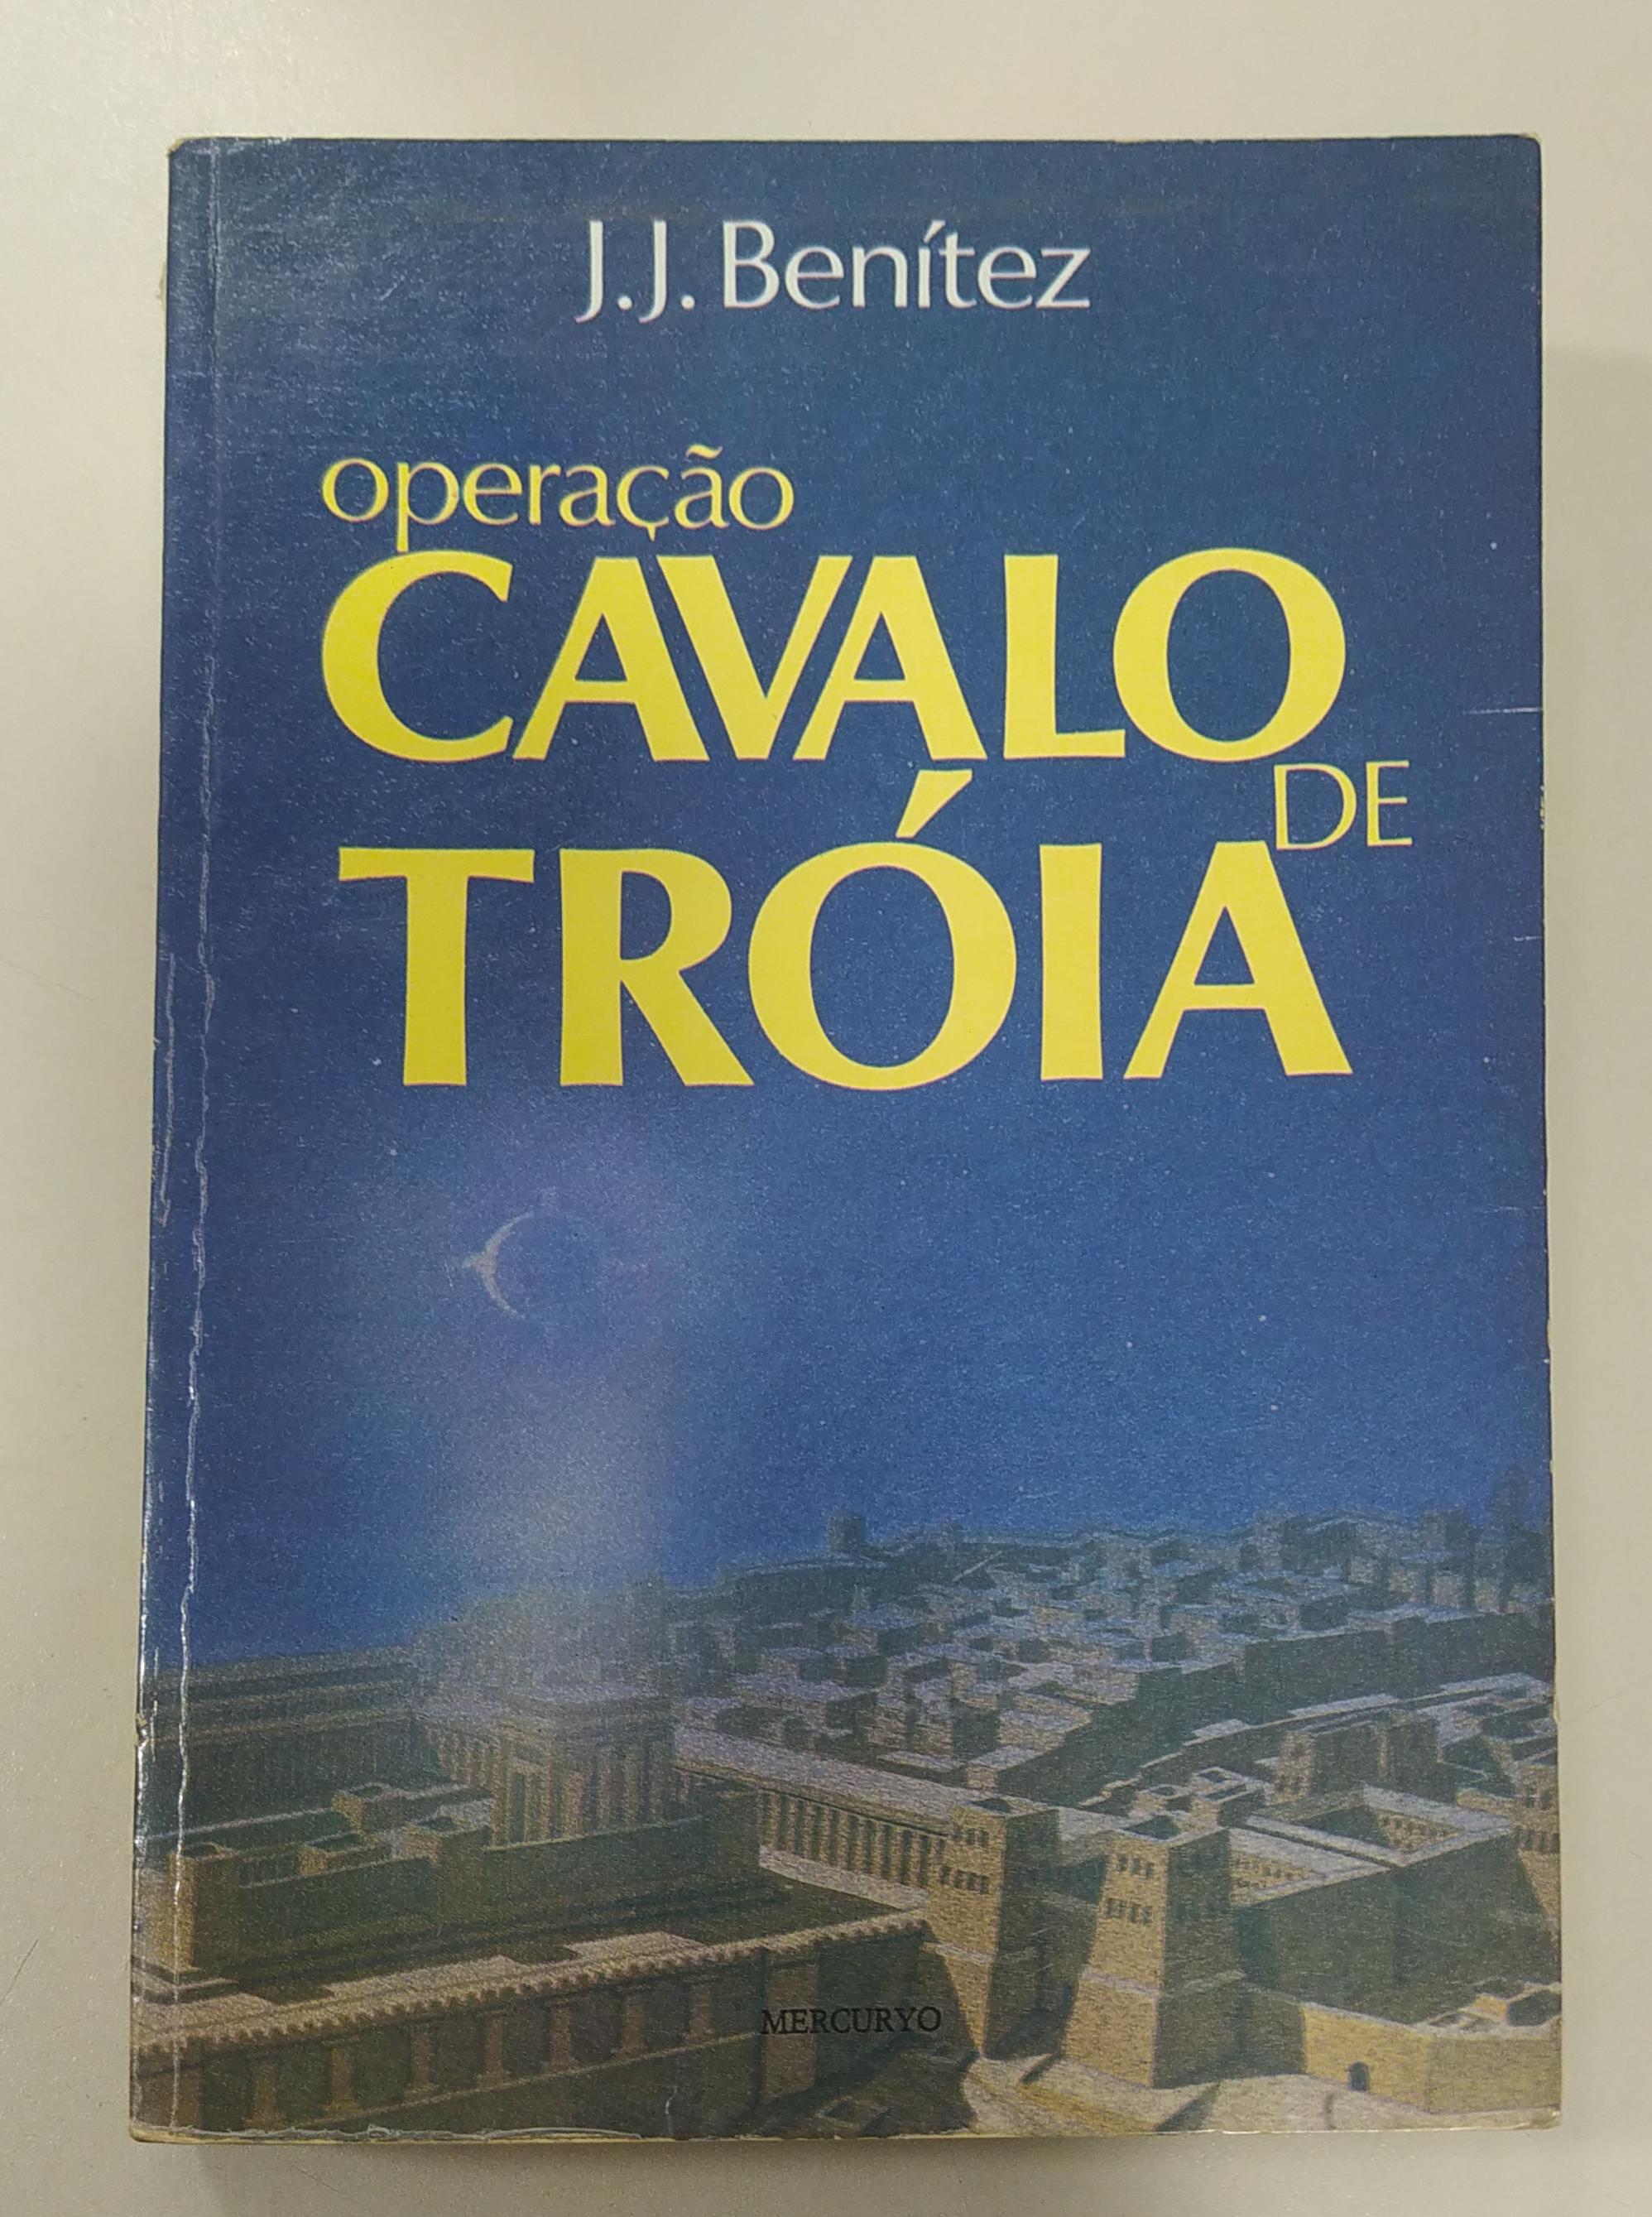 J.J. Benítez
operação
CAVALO
DE
TRÓIA
MERCURYO